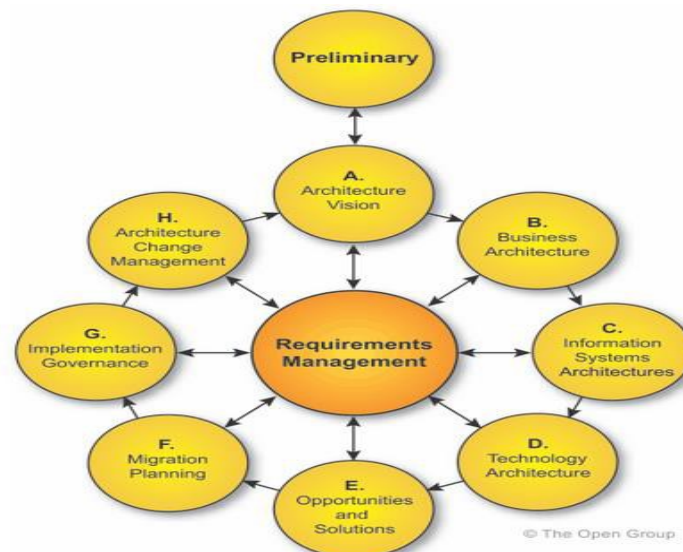 Preliminary
A.
Architecture
Vision
B.
Business
Architecture
C.
Information
Systems
Architectures
D.
Technology
Architecture
E.
Opportunities
and
Solutions
F.
Migration
Planning
G.
Implementation
Governance
H.
Architecture
Change
Management
Requirements
Management
© The Open Group